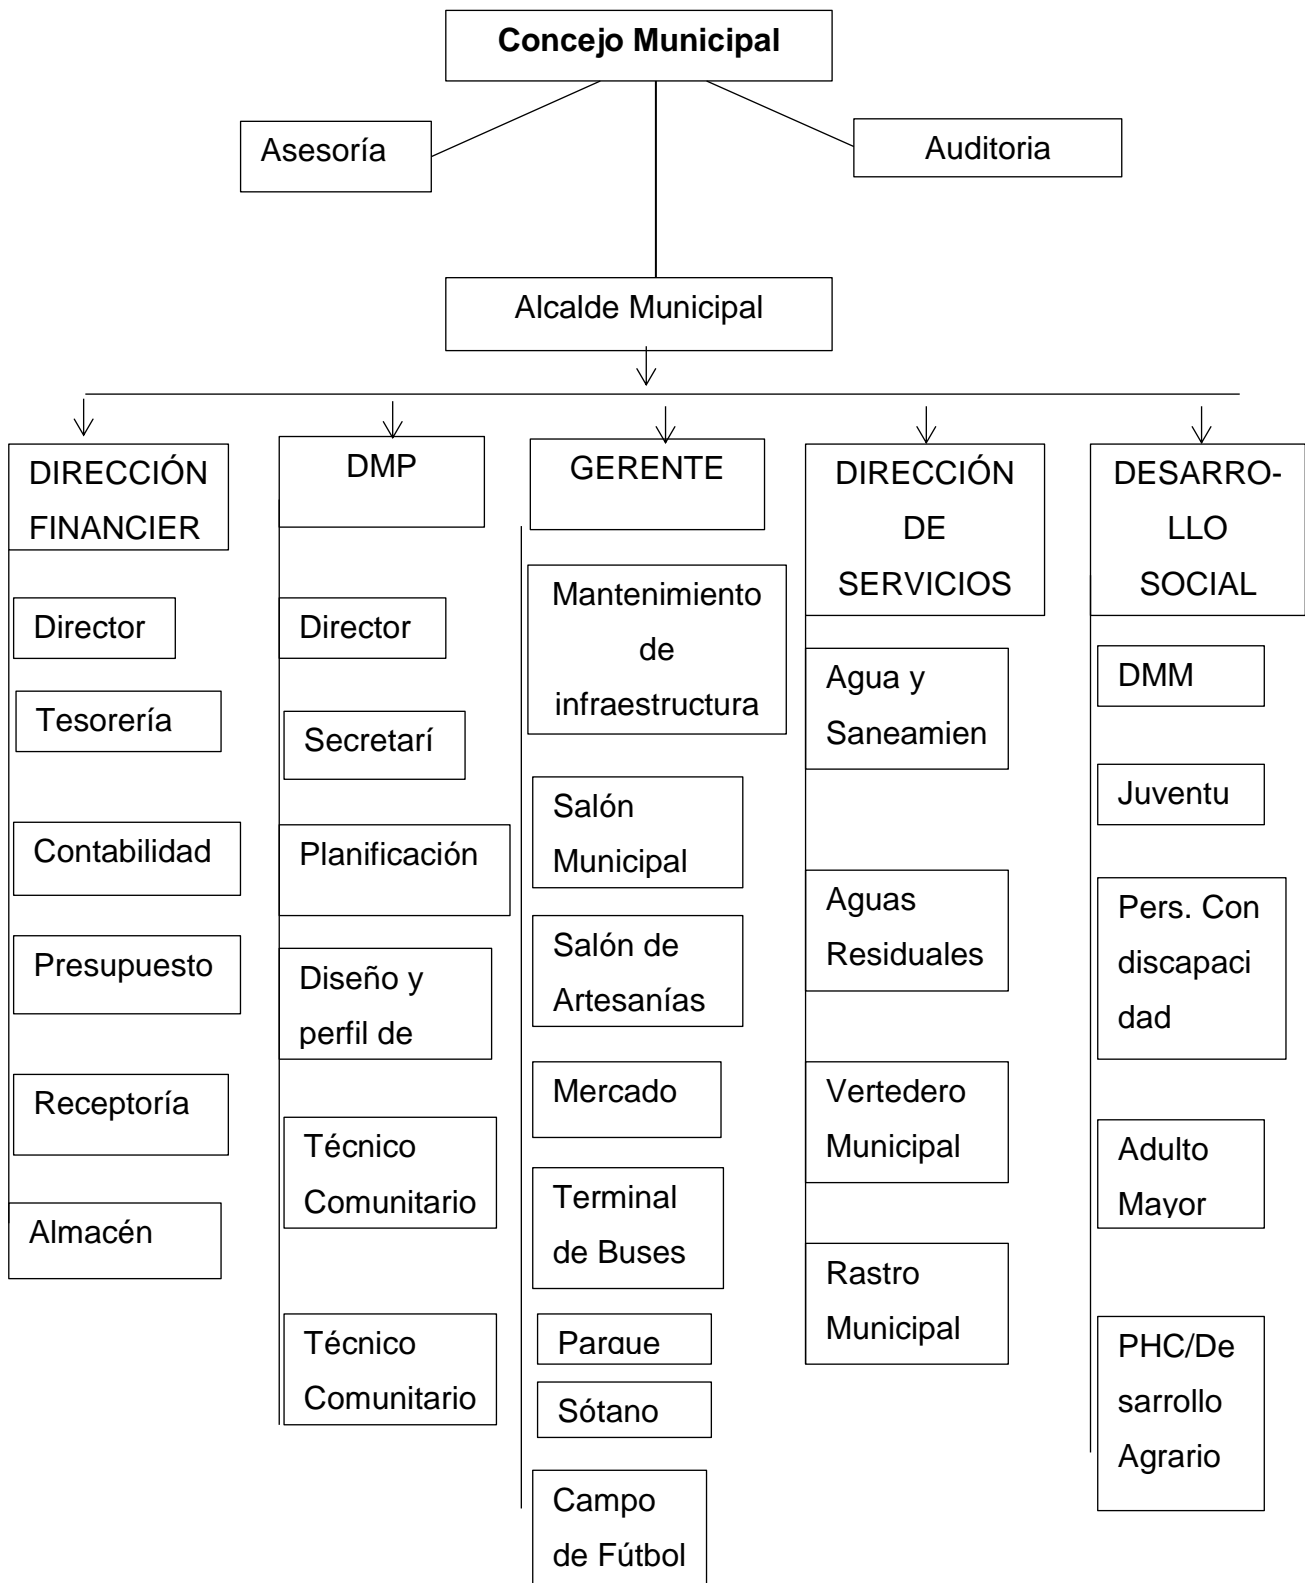 Concejo Municipal
Asesoría
Auditoria
Alcalde Municipal
DIRECCIÓN
FINANCIER
Director
Tesorería
Contabilidad
Presupuesto
Receptoría
Almacén
DMP
Director
Secretarí
Planificación
Diseño y
perfil de
Técnico
Comunitario
Técnico
Comunitario
GERENTE
Mantenimiento
de
infraestructura
Salón
Municipal
Salón de
Artesanías
Mercado
Terminal
de Buses
Parque
Sótano
Campo
de Fútbol
DIRECCIÓN
DE
SERVICIOS
Agua y
Saneamien
Aguas
Residuales
Vertedero
Municipal
Rastro
Municipal
DESARRO-
LLO
SOCIAL
DMM
Juventu
Pers. Con
discapaci
dad
Adulto
Mayor
PHC/De
sarrollo
Agrario